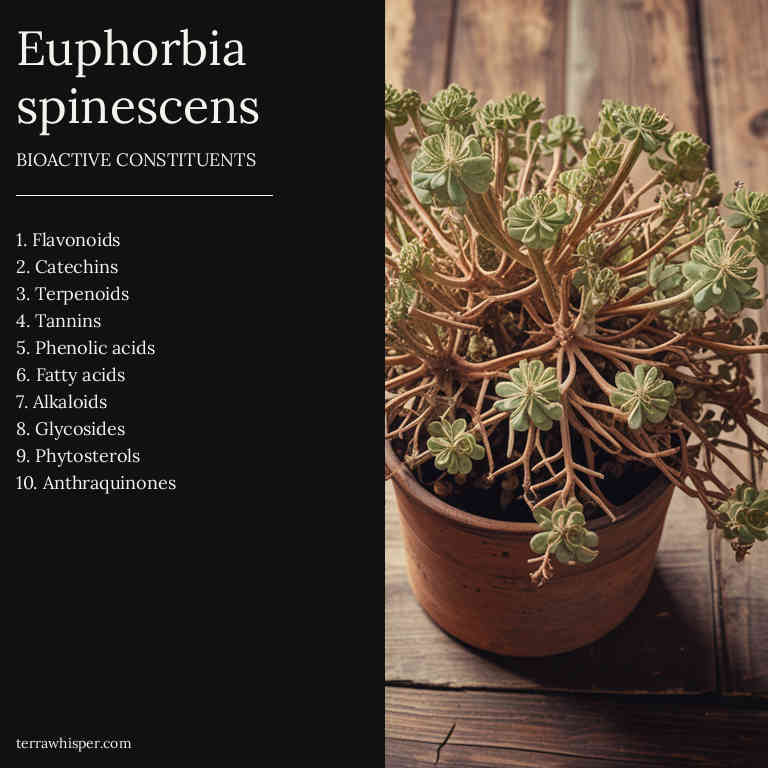 Euphorbia
spinescens
BIOACTIVE CONSTITUENTS
1. Flavonoids
2. Catechins
3. Terpenoids
4. Tannins
5. Phenolic acids
6. Fatty acids
7. Alkaloids
8. Glycosides
9. Phytosterols
10. Anthraquinones
terrawhisper.com